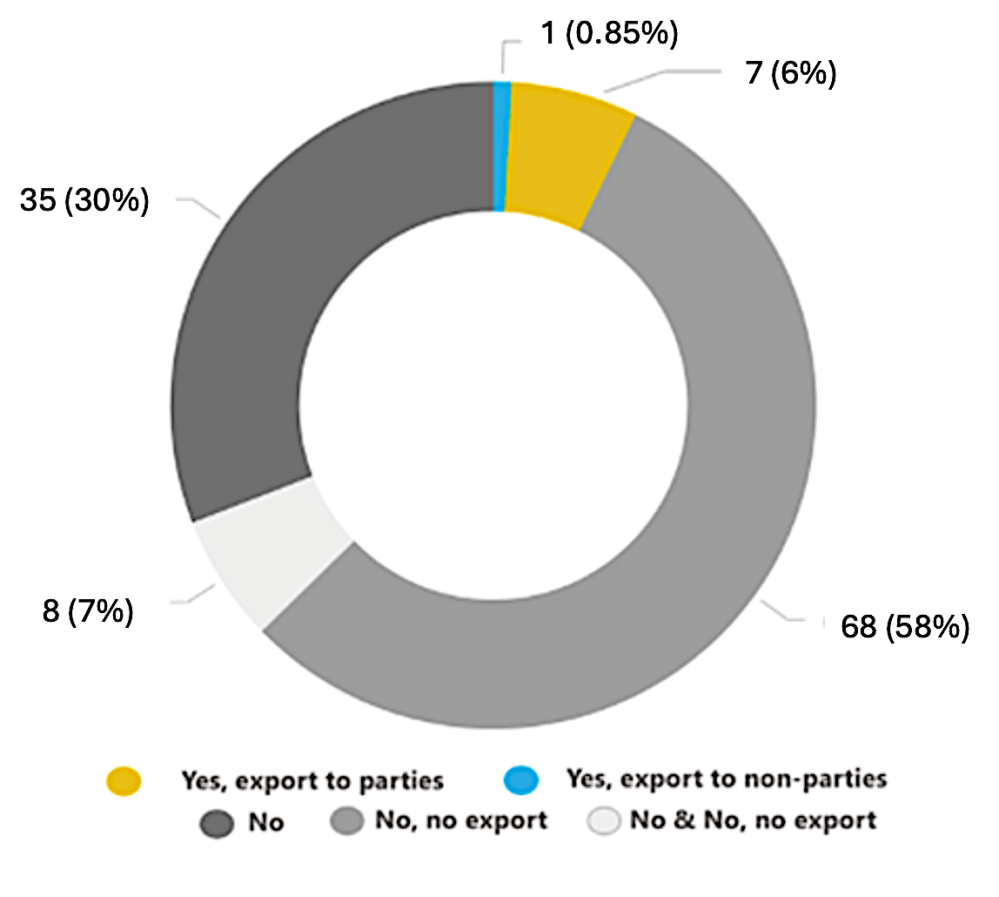 1 (0.85%)
7 (6%)
35 (30%)
8 (7%)
68 (58%)
Yes, export to parties
Yes, export to non-parties
No
No, no export
No & No, no export